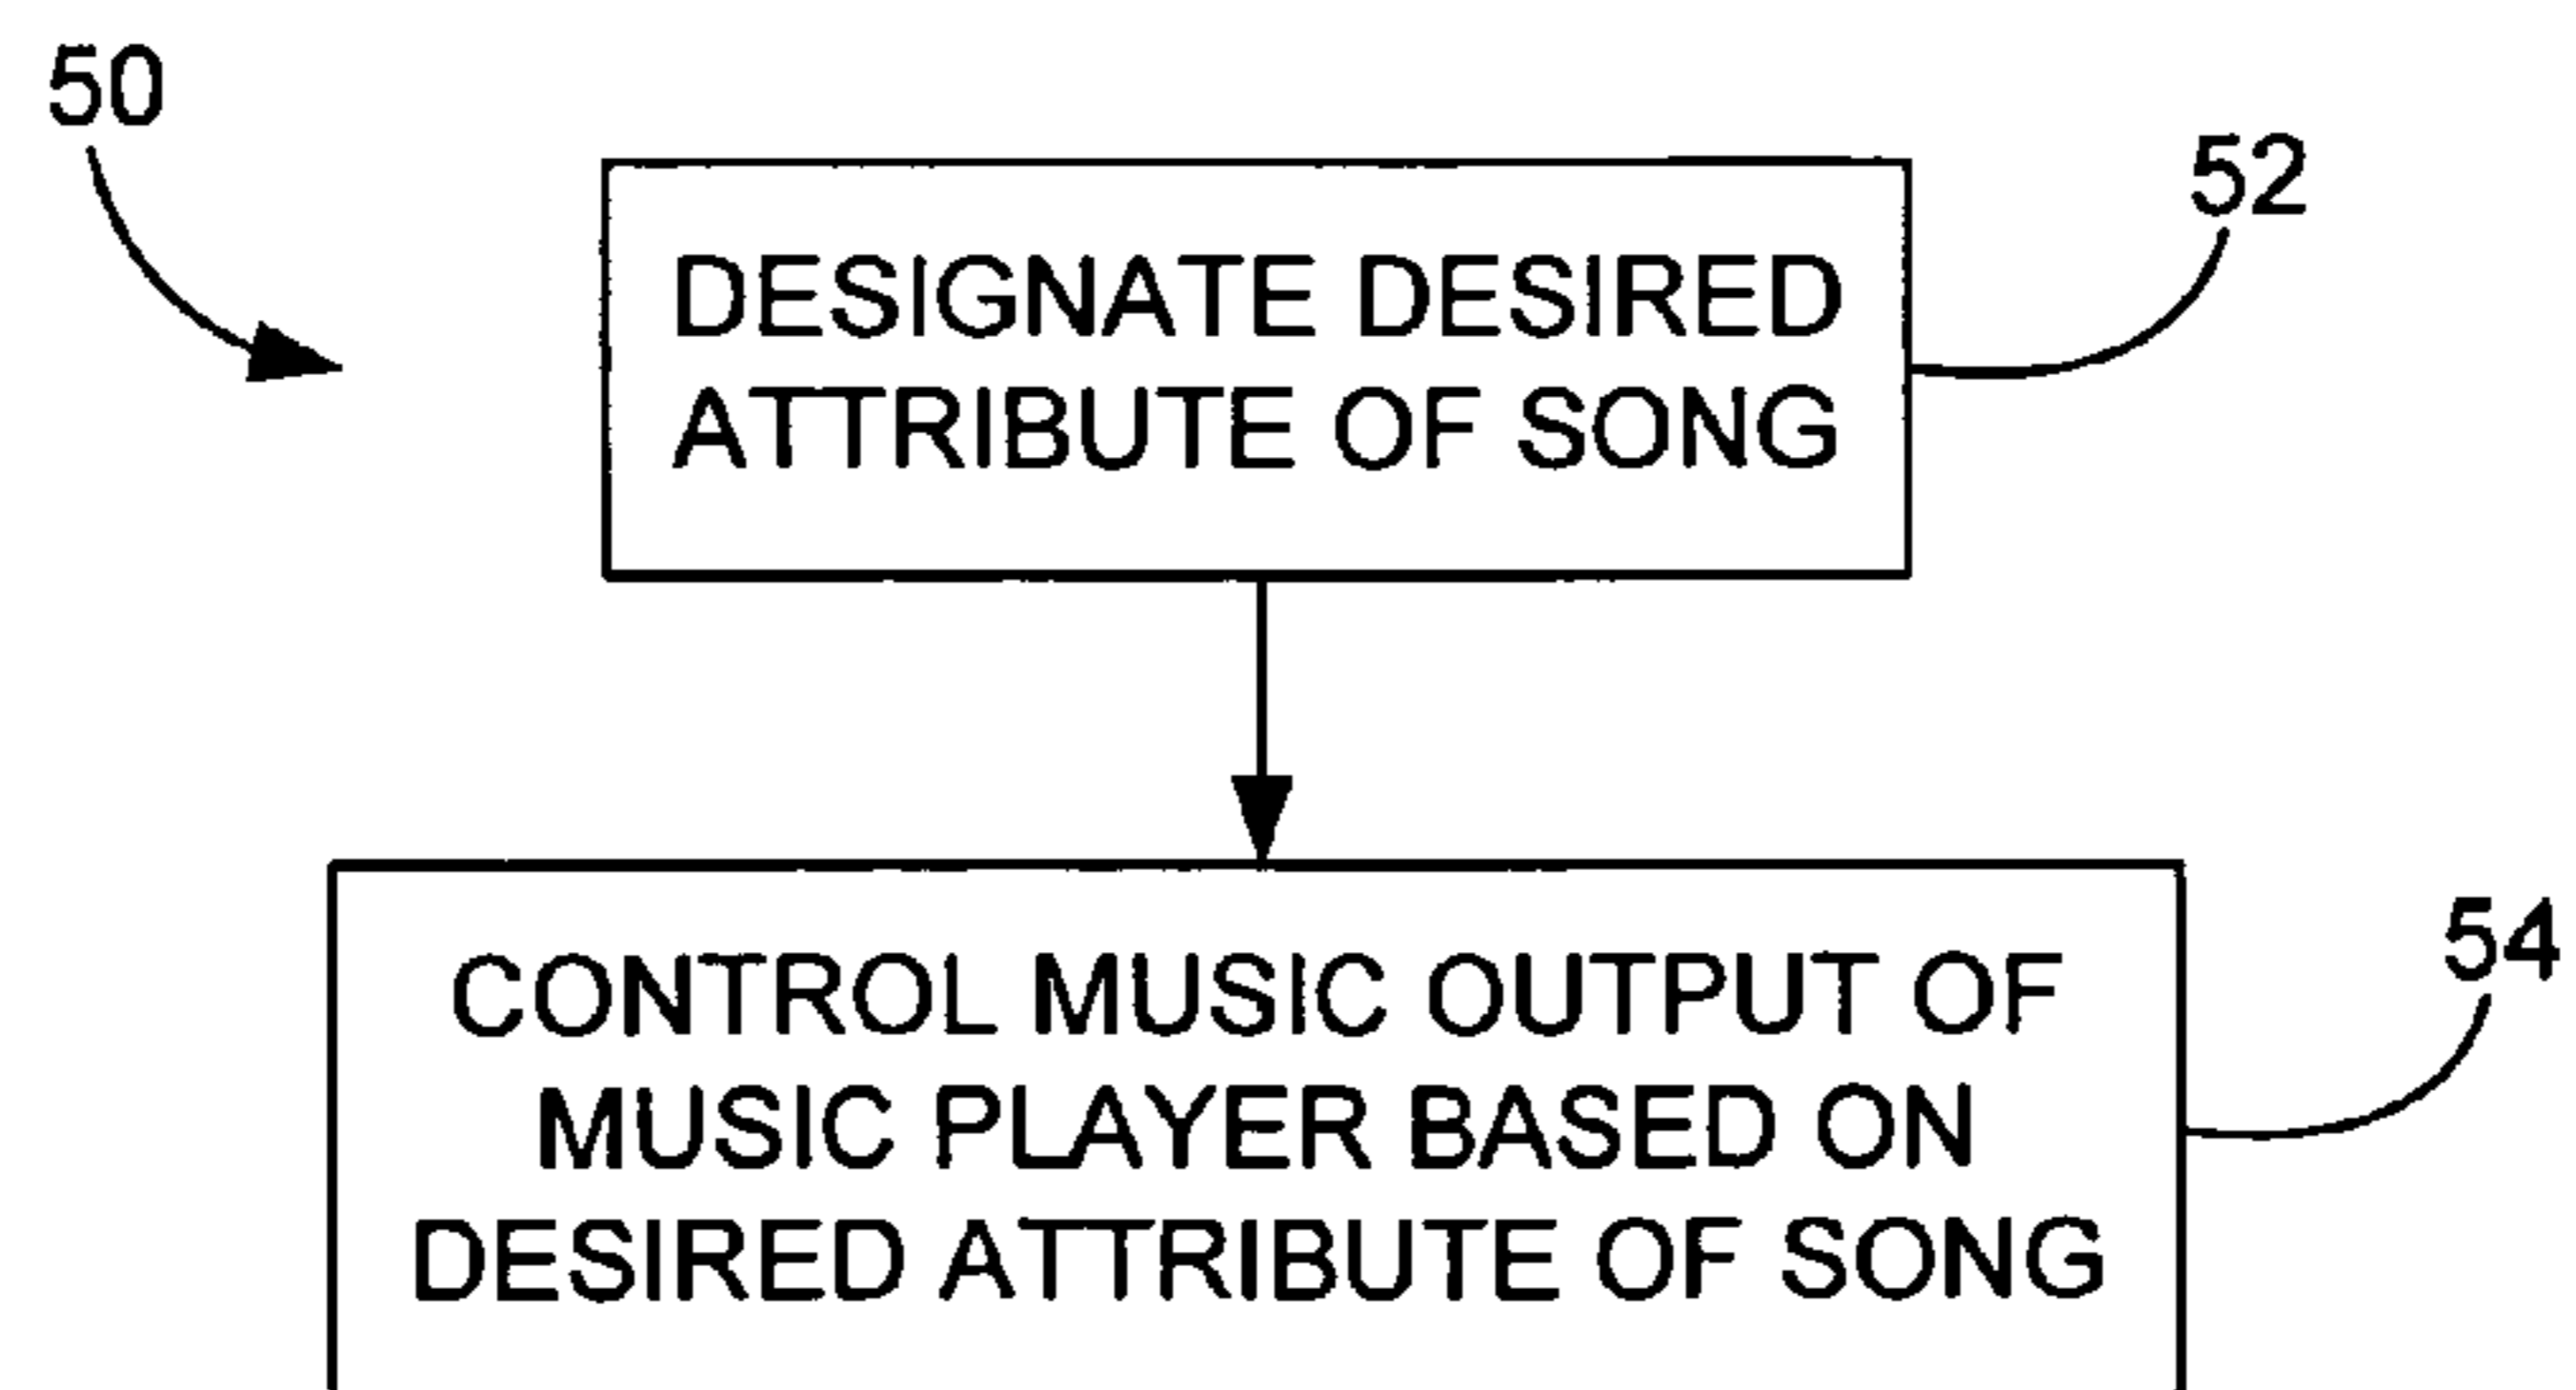 50
52
DESIGNATE DESIRED
ATTRIBUTE OF SONG
54
CONTROL MUSIC OUTPUT OF
MUSIC PLAYER BASED ON
DESIRED ATTRIBUTE OF SONG